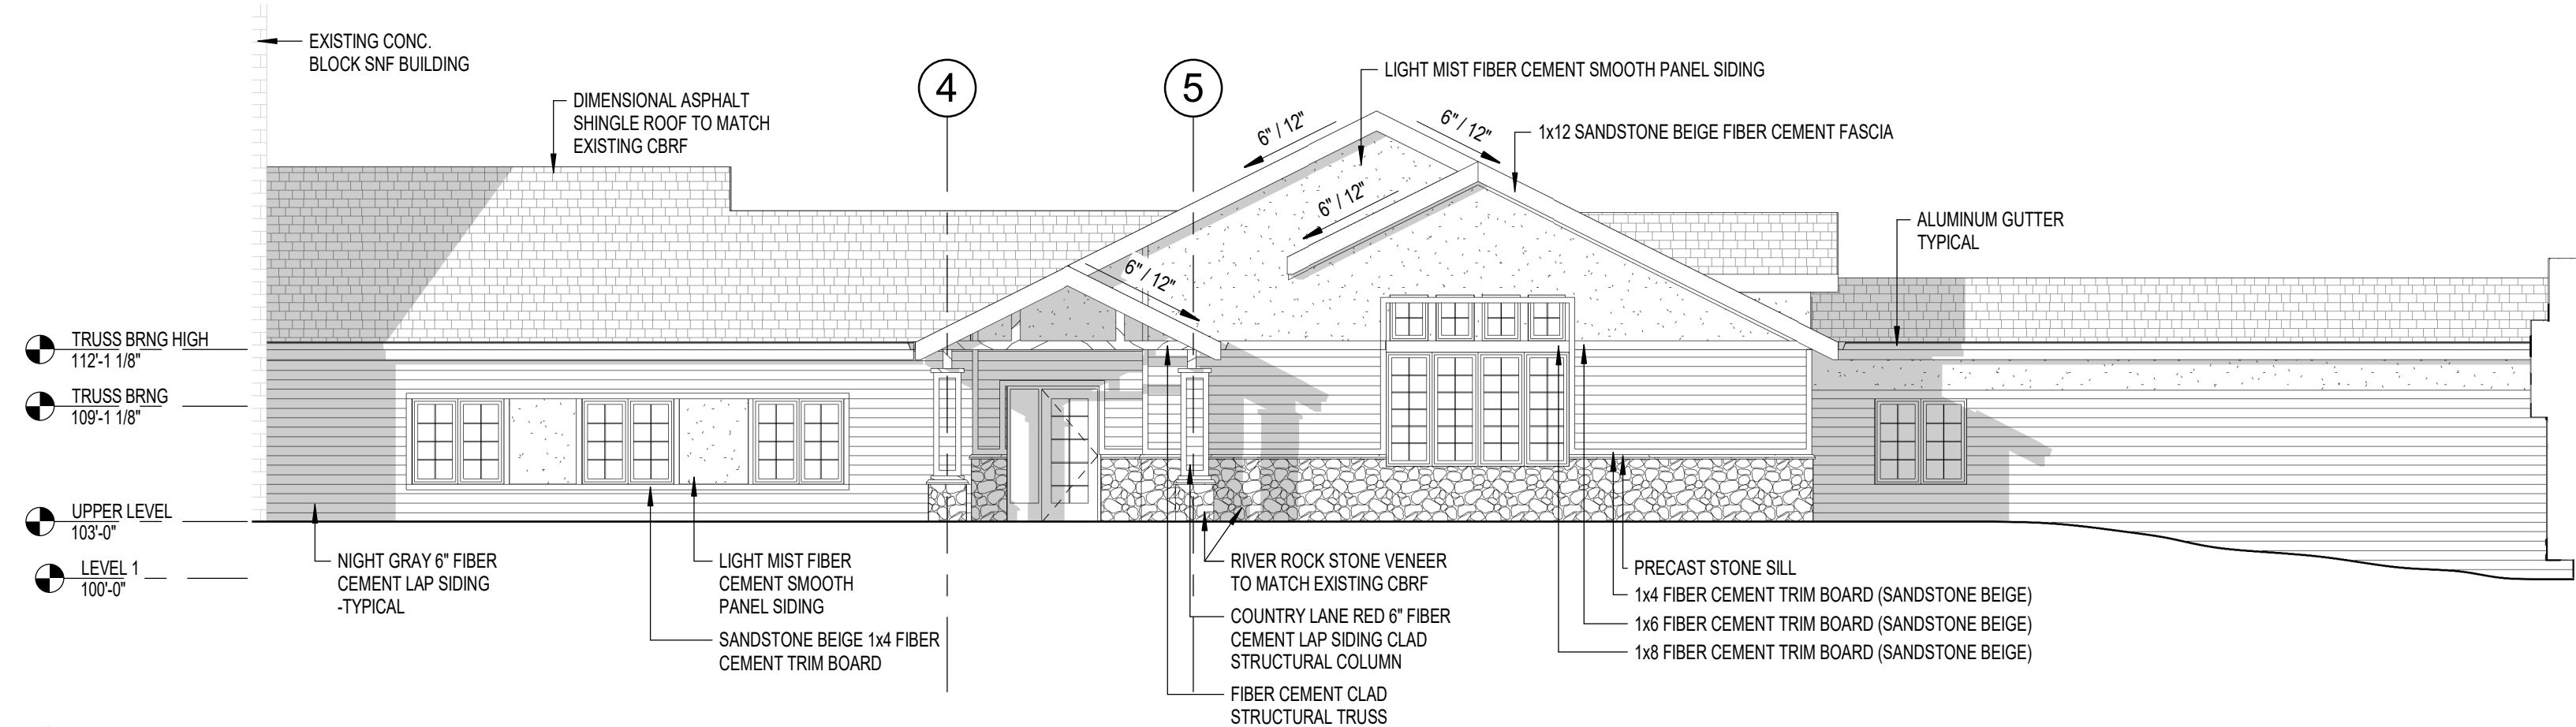 EXISTING CONC.
BLOCK SNF BUILDING
DIMENSIONAL ASPHALT
SHINGLE ROOF TO MATCH
EXISTING CBRF
4
5
LIGHT MIST FIBER CEMENT SMOOTH PANEL SIDING
6" / 12"
6" / 12"
1x12 SANDSTONE BEIGE FIBER CEMENT FASCIA
6" / 12"
6" / 12"
ALUMINUM GUTTER
TYPICAL
TRUSS BRNG HIGH
112'-1 1/8"
TRUSS BRNG
109'-1 1/8"
UPPER LEVEL
103'-0"
LEVEL 1
100'-0"
NIGHT GRAY 6" FIBER
CEMENT LAP SIDING
-TYPICAL
LIGHT MIST FIBER
CEMENT SMOOTH
PANEL SIDING
SANDSTONE BEIGE 1x4 FIBER
CEMENT TRIM BOARD
RIVER ROCK STONE VENEER
TO MATCH EXISTING CBRF
COUNTRY LANE RED 6" FIBER
CEMENT LAP SIDING CLAD
STRUCTURAL COLUMN
FIBER CEMENT CLAD
STRUCTURAL TRUSS
PRECAST STONE SILL
1x4 FIBER CEMENT TRIM BOARD (SANDSTONE BEIGE)
1x6 FIBER CEMENT TRIM BOARD (SANDSTONE BEIGE)
1x8 FIBER CEMENT TRIM BOARD (SANDSTONE BEIGE)